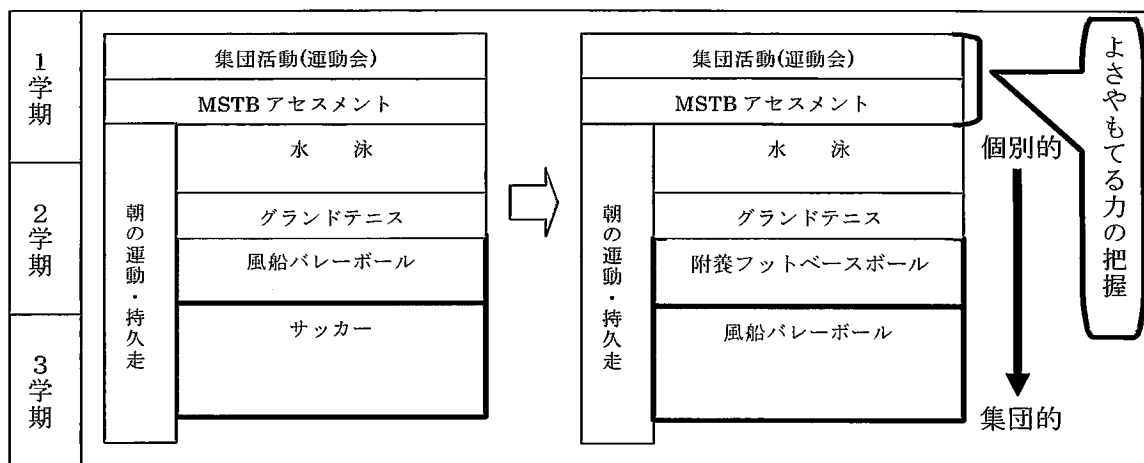 1学期
2学期
3学期
集団活動(運動会)
MSTB アセスメント
水　泳
グランドテニス
風船バレーボール
サッカー
朝の運動・持久走
集団活動(運動会)
MSTB アセスメント
水　泳
グランドテニス
附養フットベースボール
風船バレーボール
朝の運動・持久走
個別的
集団的
よさやもてる力の把握